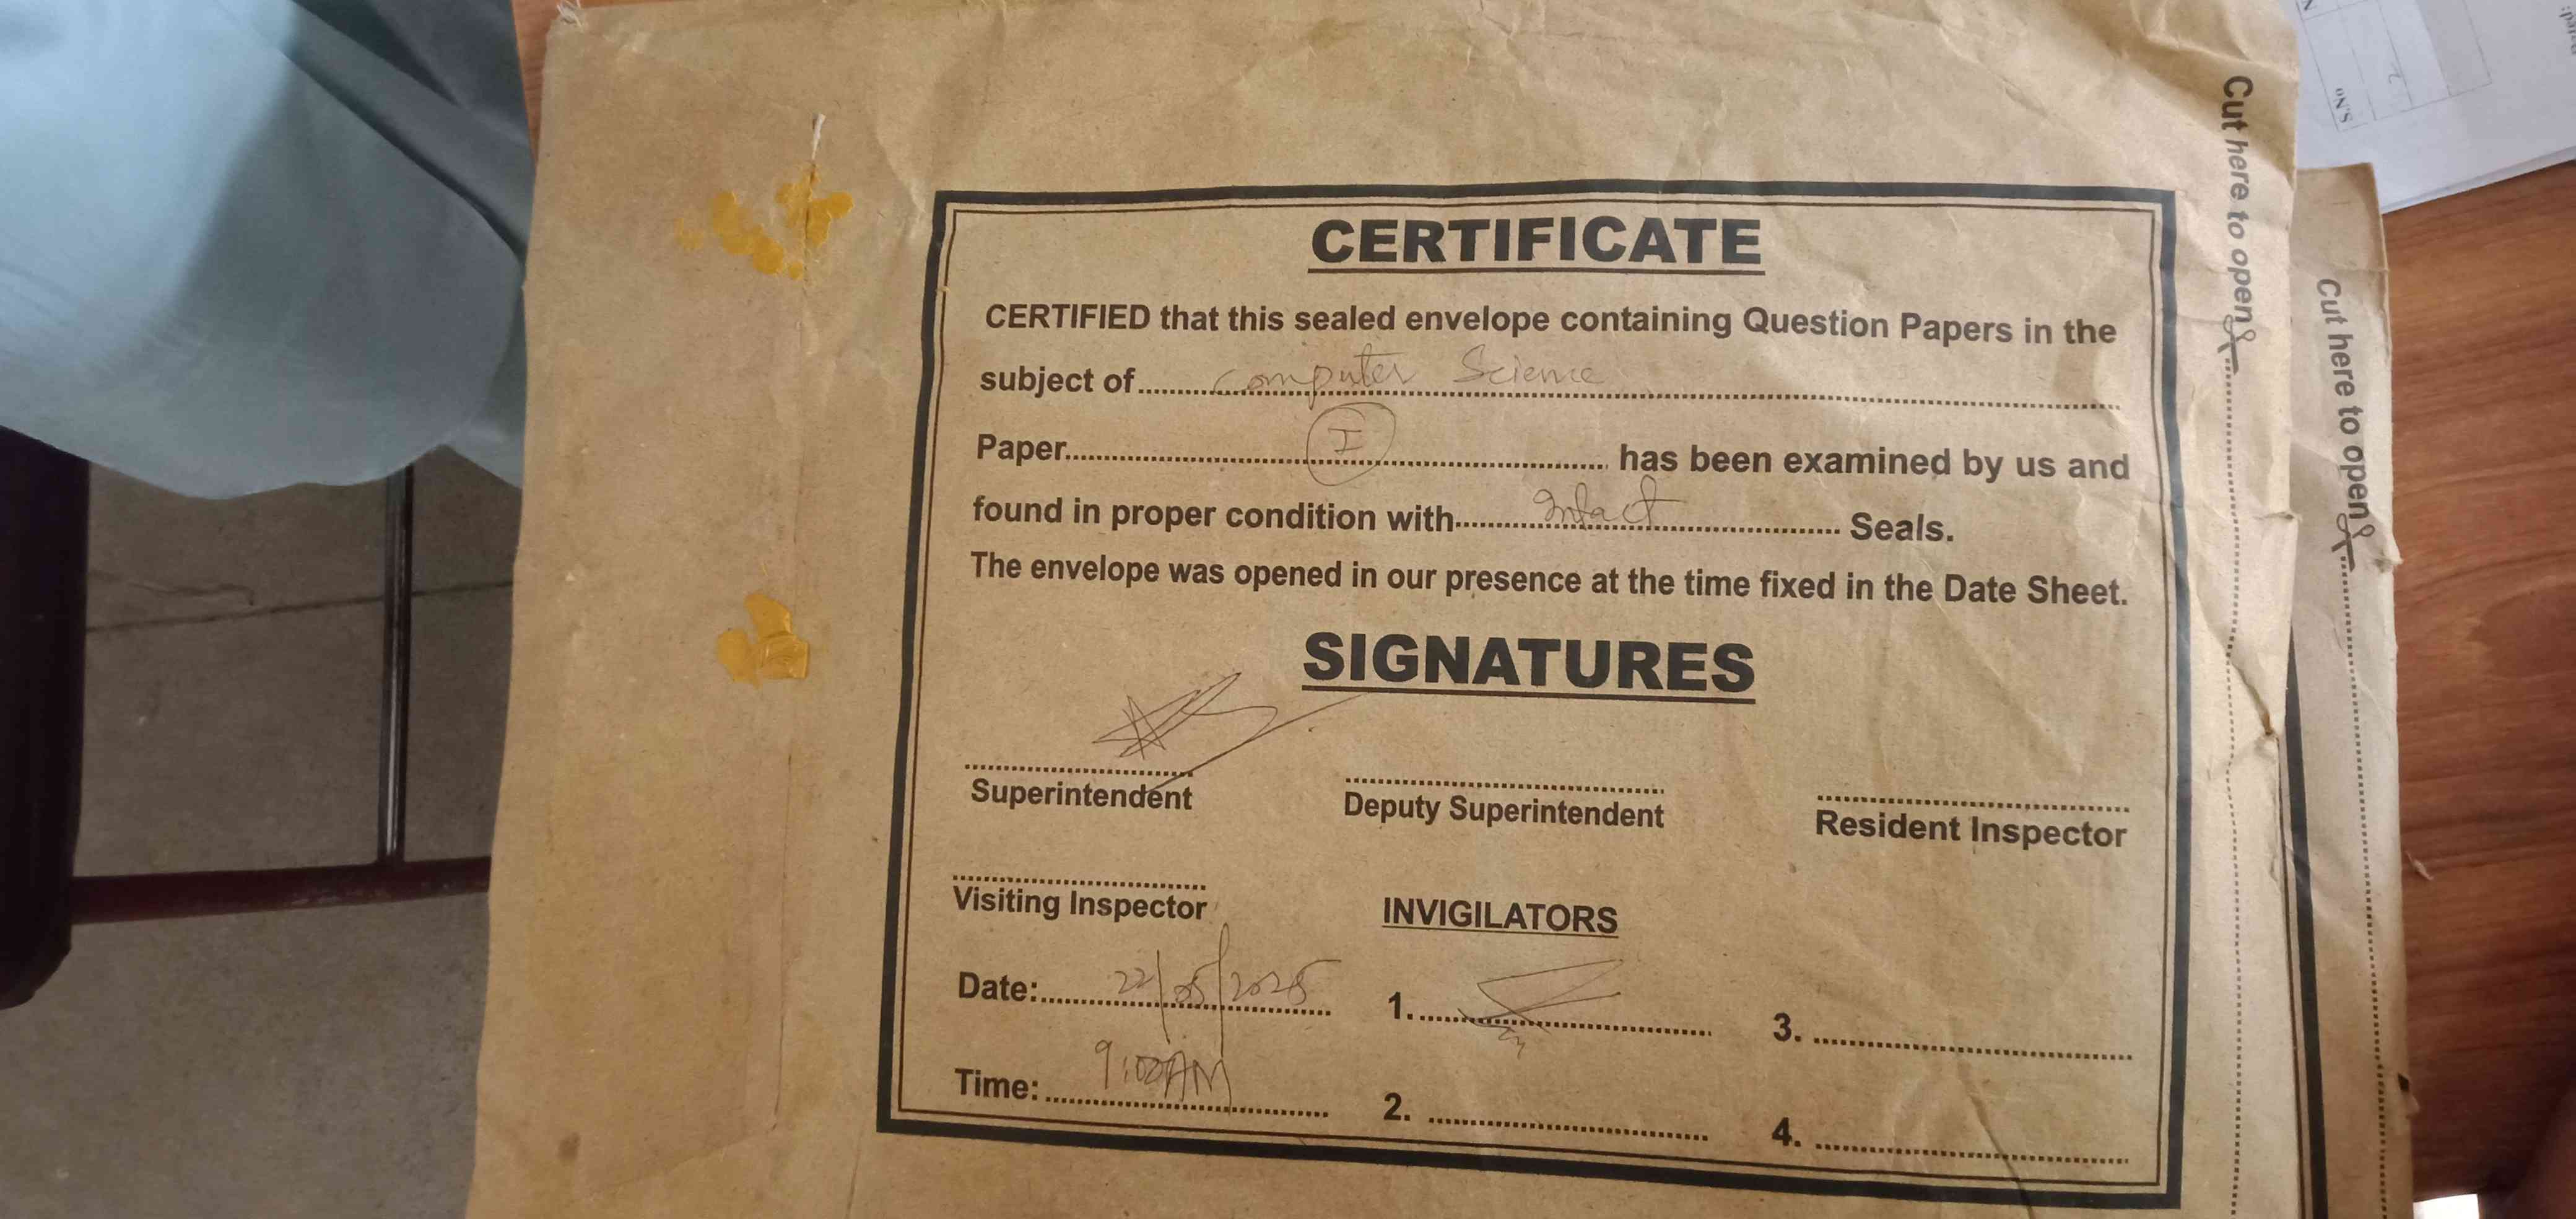 CERTIFICATE
CERTIFIED that this sealed envelope containing Question Papers in the
subject of Computer Science
Paper I has been examined by us and
found in proper condition with Intact Seals.
The envelope was opened in our presence at the time fixed in the Date Sheet.
SIGNATURES
Superintendent
Deputy Superintendent
Resident Inspector
Visiting Inspector
INVIGILATORS
Date: 22/05/2025
1.
3.
Time: 9:00AM
2.
4.
Cut here to open
Cut here to open
S.No
2